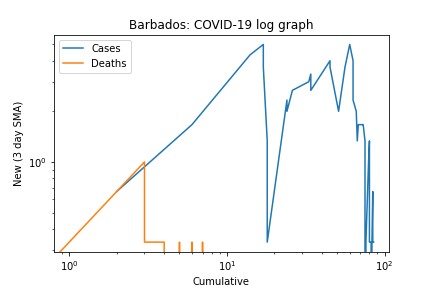 Barbados: COVID-19 log graph
Cases
Deaths
New (3 day SMA)
10⁰
10⁰
10¹
10²
Cumulative